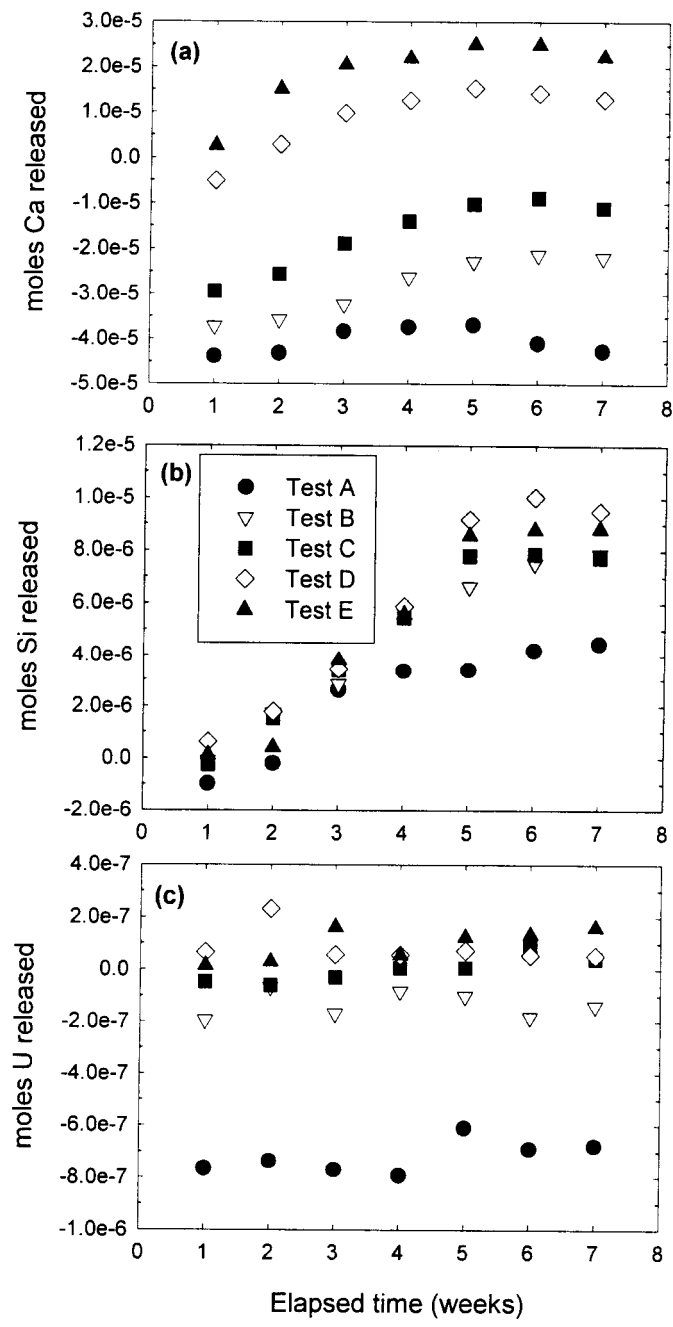 (a)
moles Ca released
3.0e-5
2.0e-5
1.0e-5
0.0
-1.0e-5
-2.0e-5
-3.0e-5
-4.0e-5
-5.0e-5
0 1 2 3 4 5 6 7 8
(b)
moles Si released
1.2e-5
1.0e-5
8.0e-6
6.0e-6
4.0e-6
2.0e-6
0.0
-2.0e-6
Test A
Test B
Test C
Test D
Test E
0 1 2 3 4 5 6 7 8
(c)
moles U released
4.0e-7
2.0e-7
0.0
-2.0e-7
-4.0e-7
-6.0e-7
-8.0e-7
-1.0e-6
0 1 2 3 4 5 6 7 8
Elapsed time (weeks)